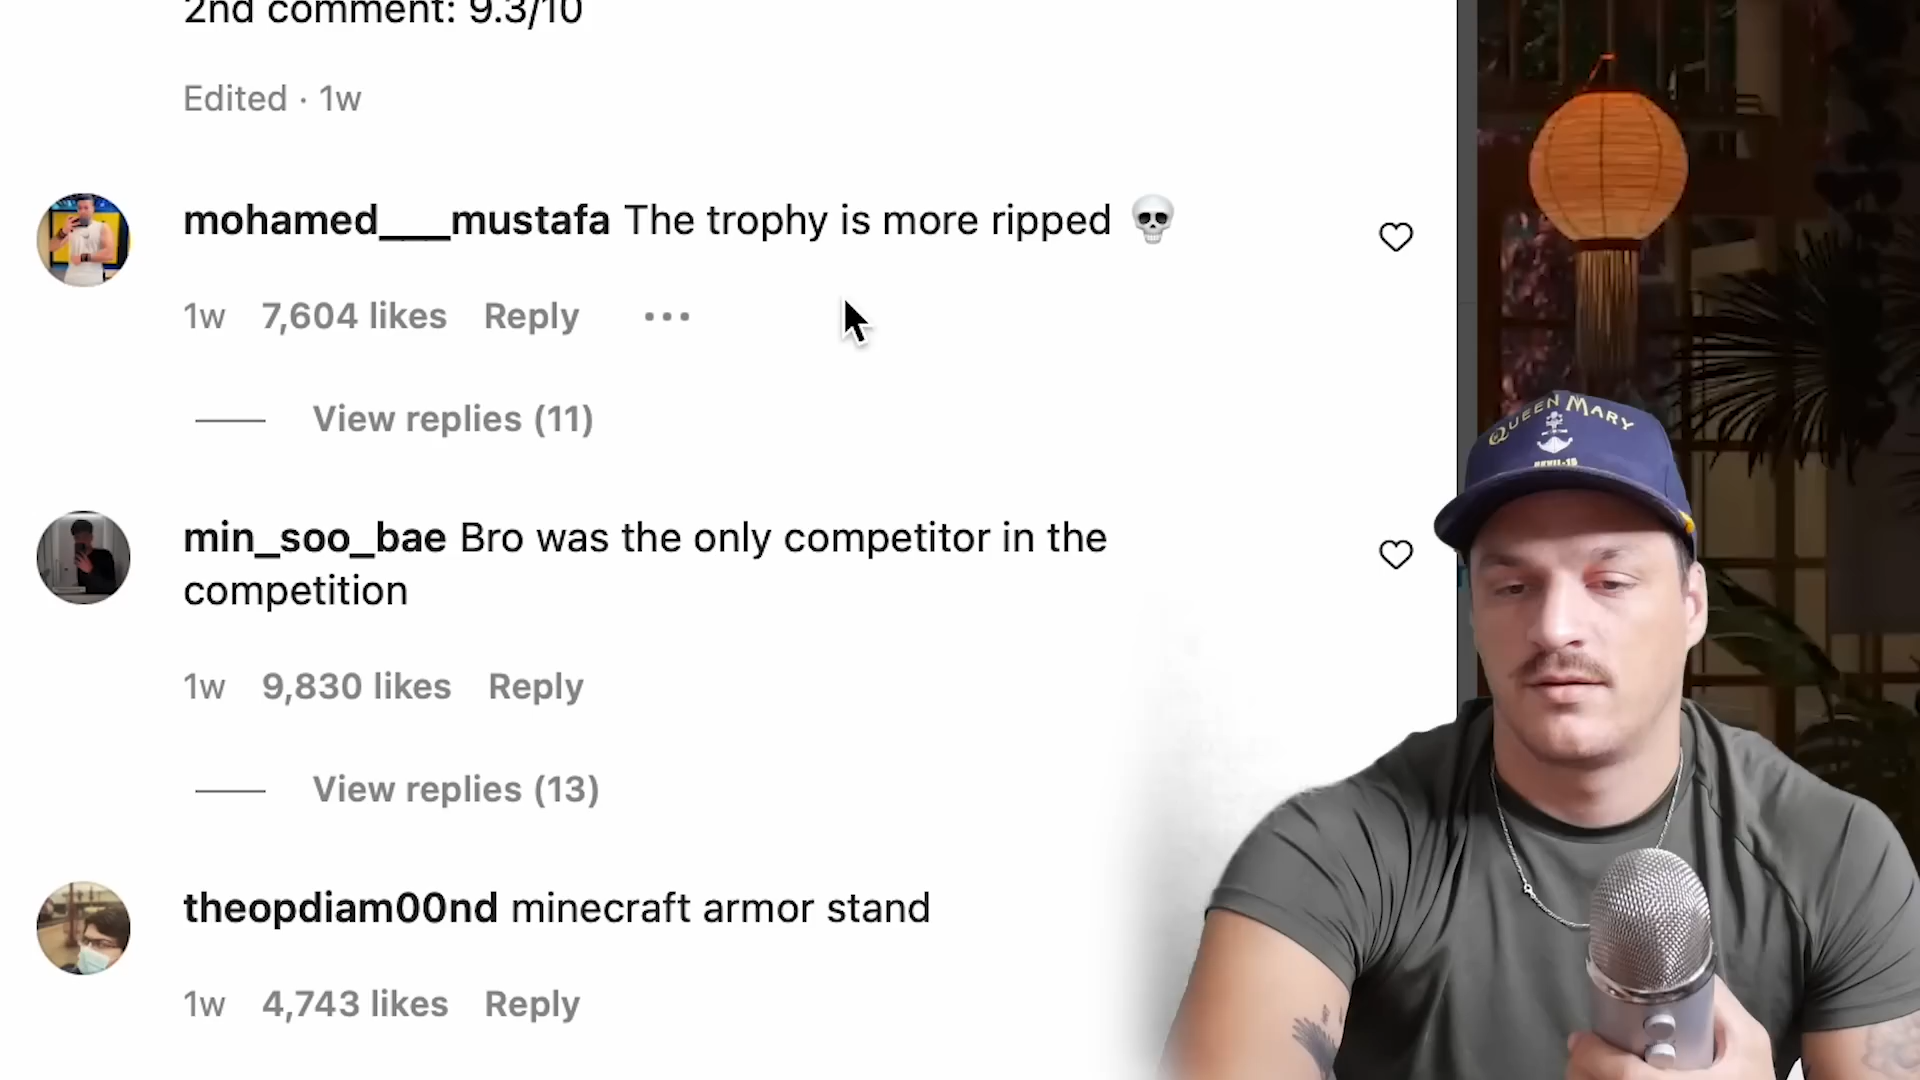 2nd comment: 9.3/10
Edited · 1w
mohamed___mustafa The trophy is more ripped 💀
1w 7,604 likes Reply •••
View replies (11)
min_soo_bae Bro was the only competitor in the
competition
1w 9,830 likes Reply
View replies (13)
theopdiam00nd minecraft armor stand
1w 4,743 likes Reply
QUEEN MARY